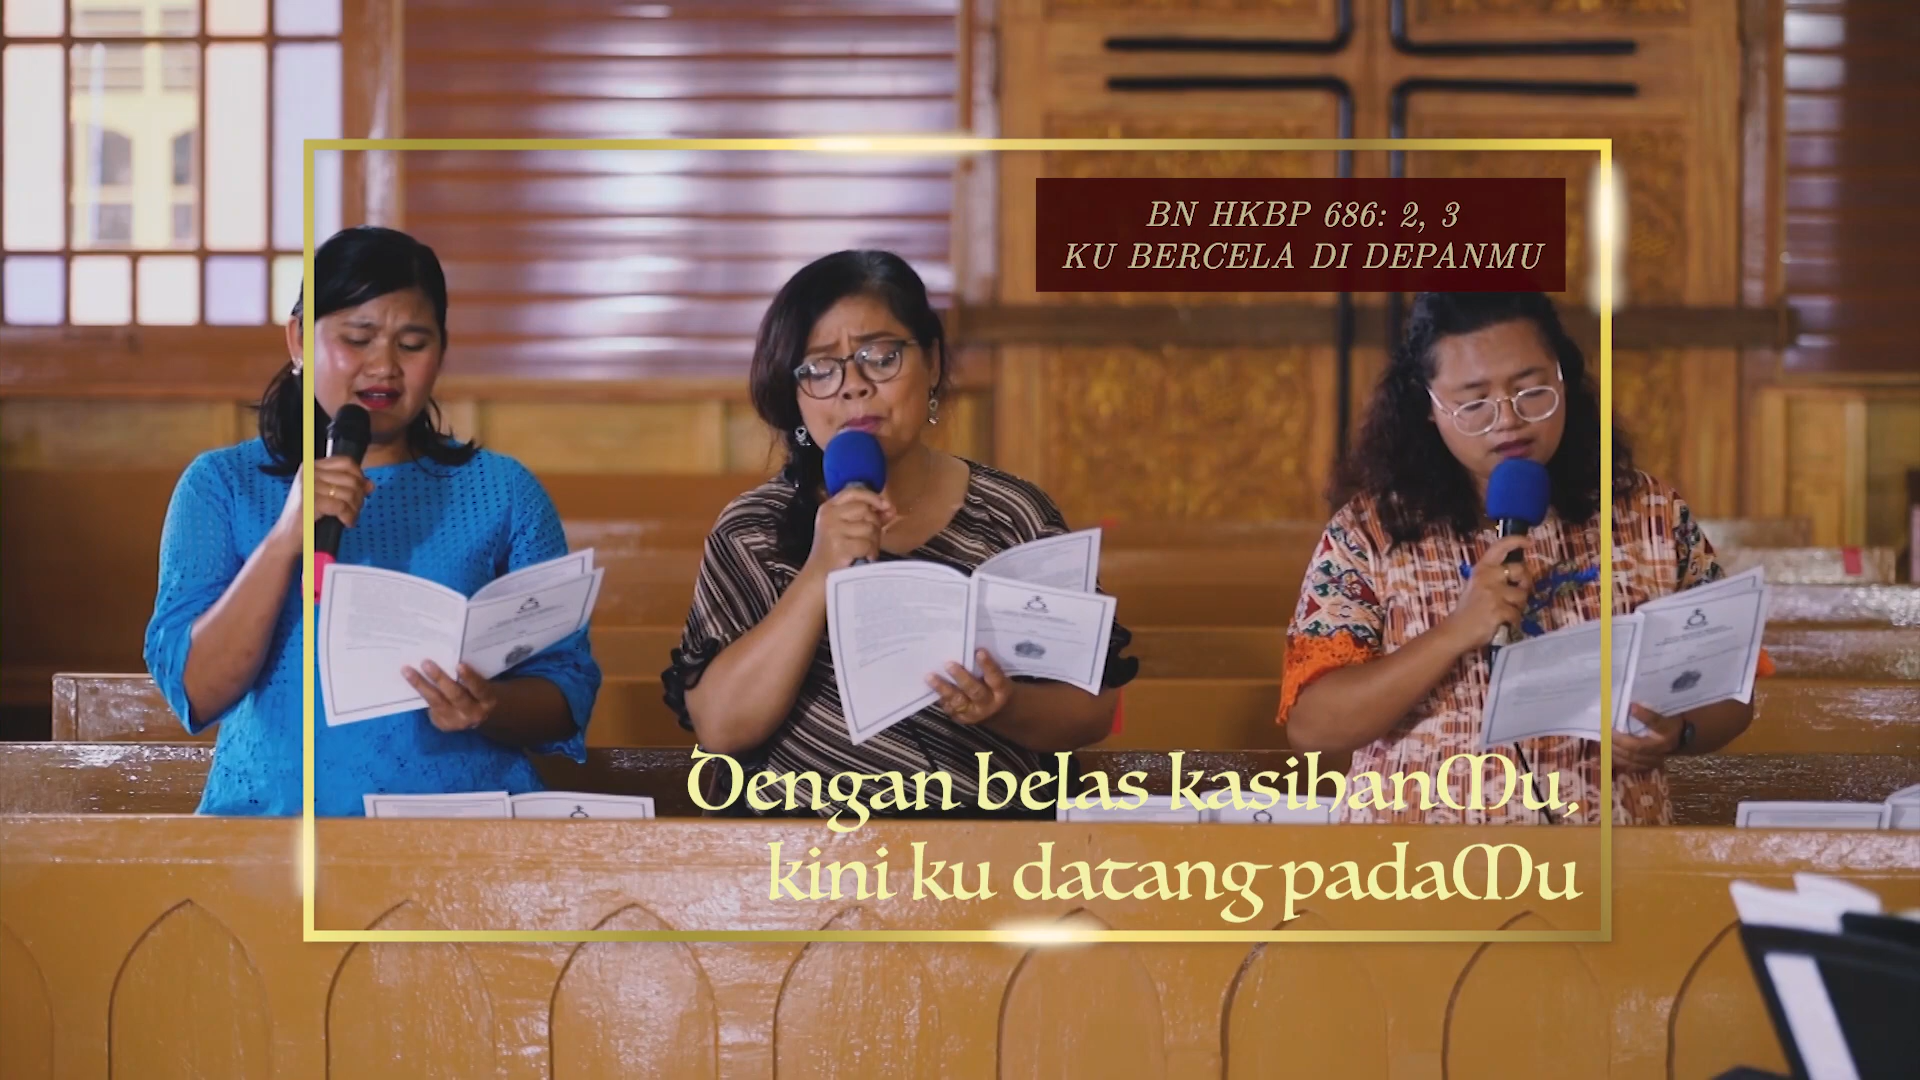 BN HKBP 686: 2, 3
KU BERCELA DI DEPANMU
Dengan belas kasihanMu,
kini ku datang padaMu